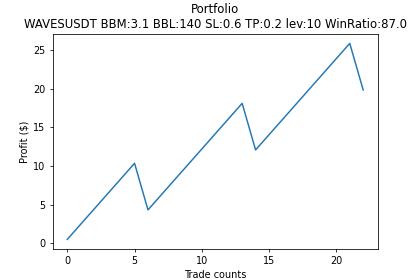 Portfolio
WAVESUSDT BBM:3.1 BBL:140 SL:0.6 TP:0.2 lev:10 WinRatio:87.0
Profit ($)
25
20
15
10
5
0
0 5 10 15 20
Trade counts